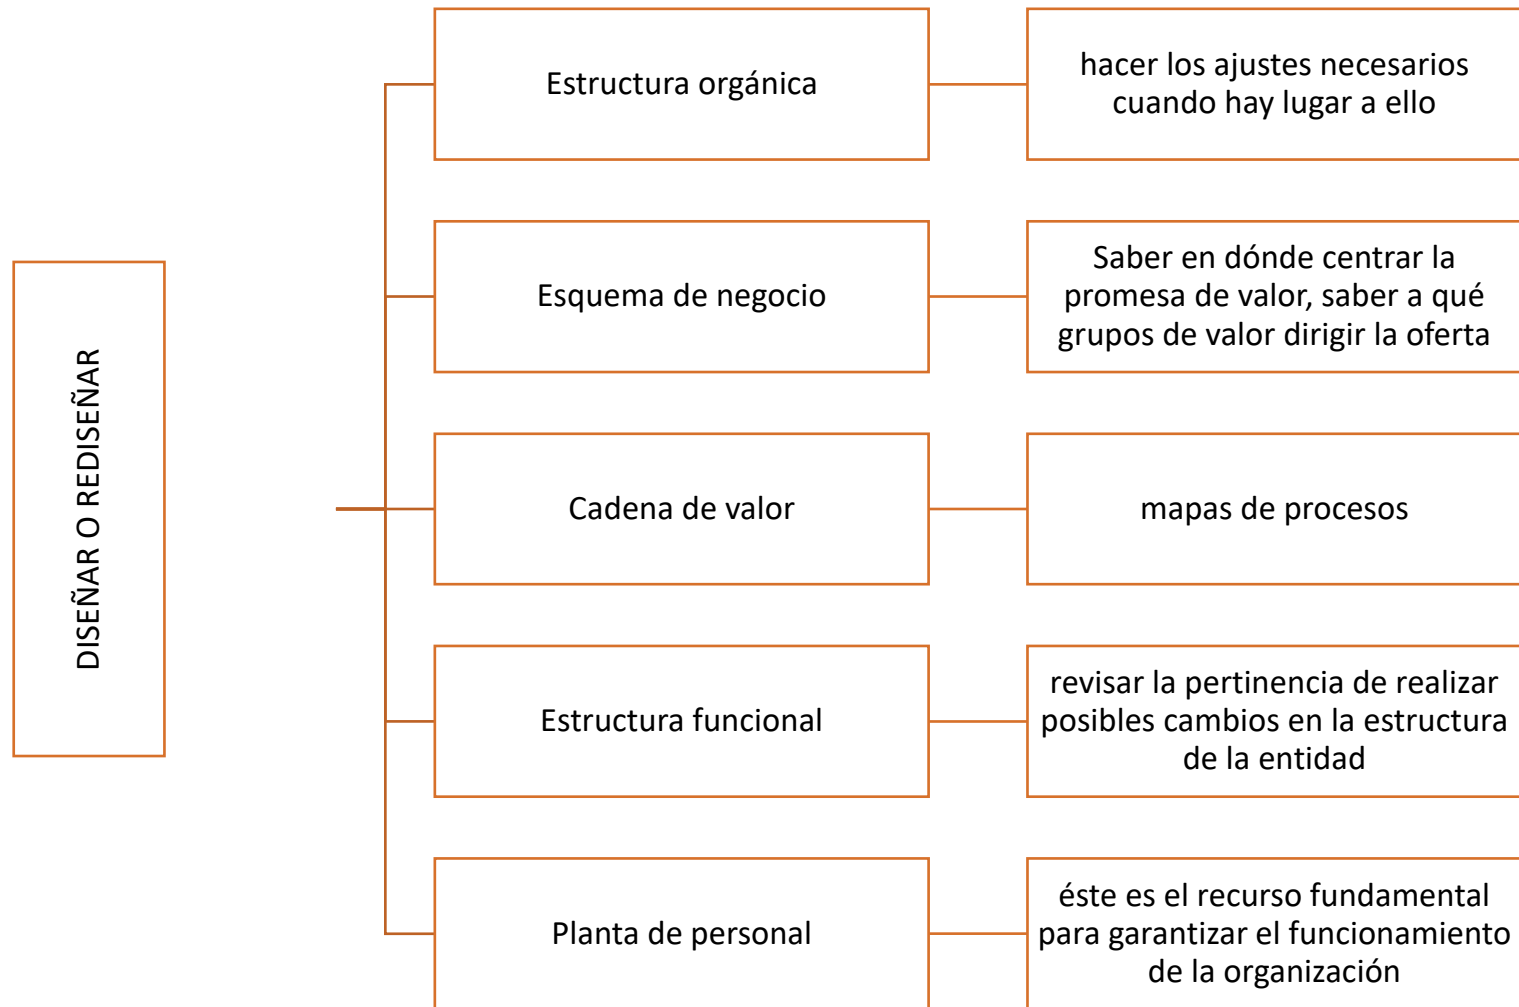 DISEÑAR O REDISEÑAR
Estructura orgánica
hacer los ajustes necesarios
cuando hay lugar a ello
Esquema de negocio
Saber en dónde centrar la
promesa de valor, saber a qué
grupos de valor dirigir la oferta
Cadena de valor
mapas de procesos
Estructura funcional
revisar la pertinencia de realizar
posibles cambios en la estructura
de la entidad
Planta de personal
éste es el recurso fundamental
para garantizar el funcionamiento
de la organización